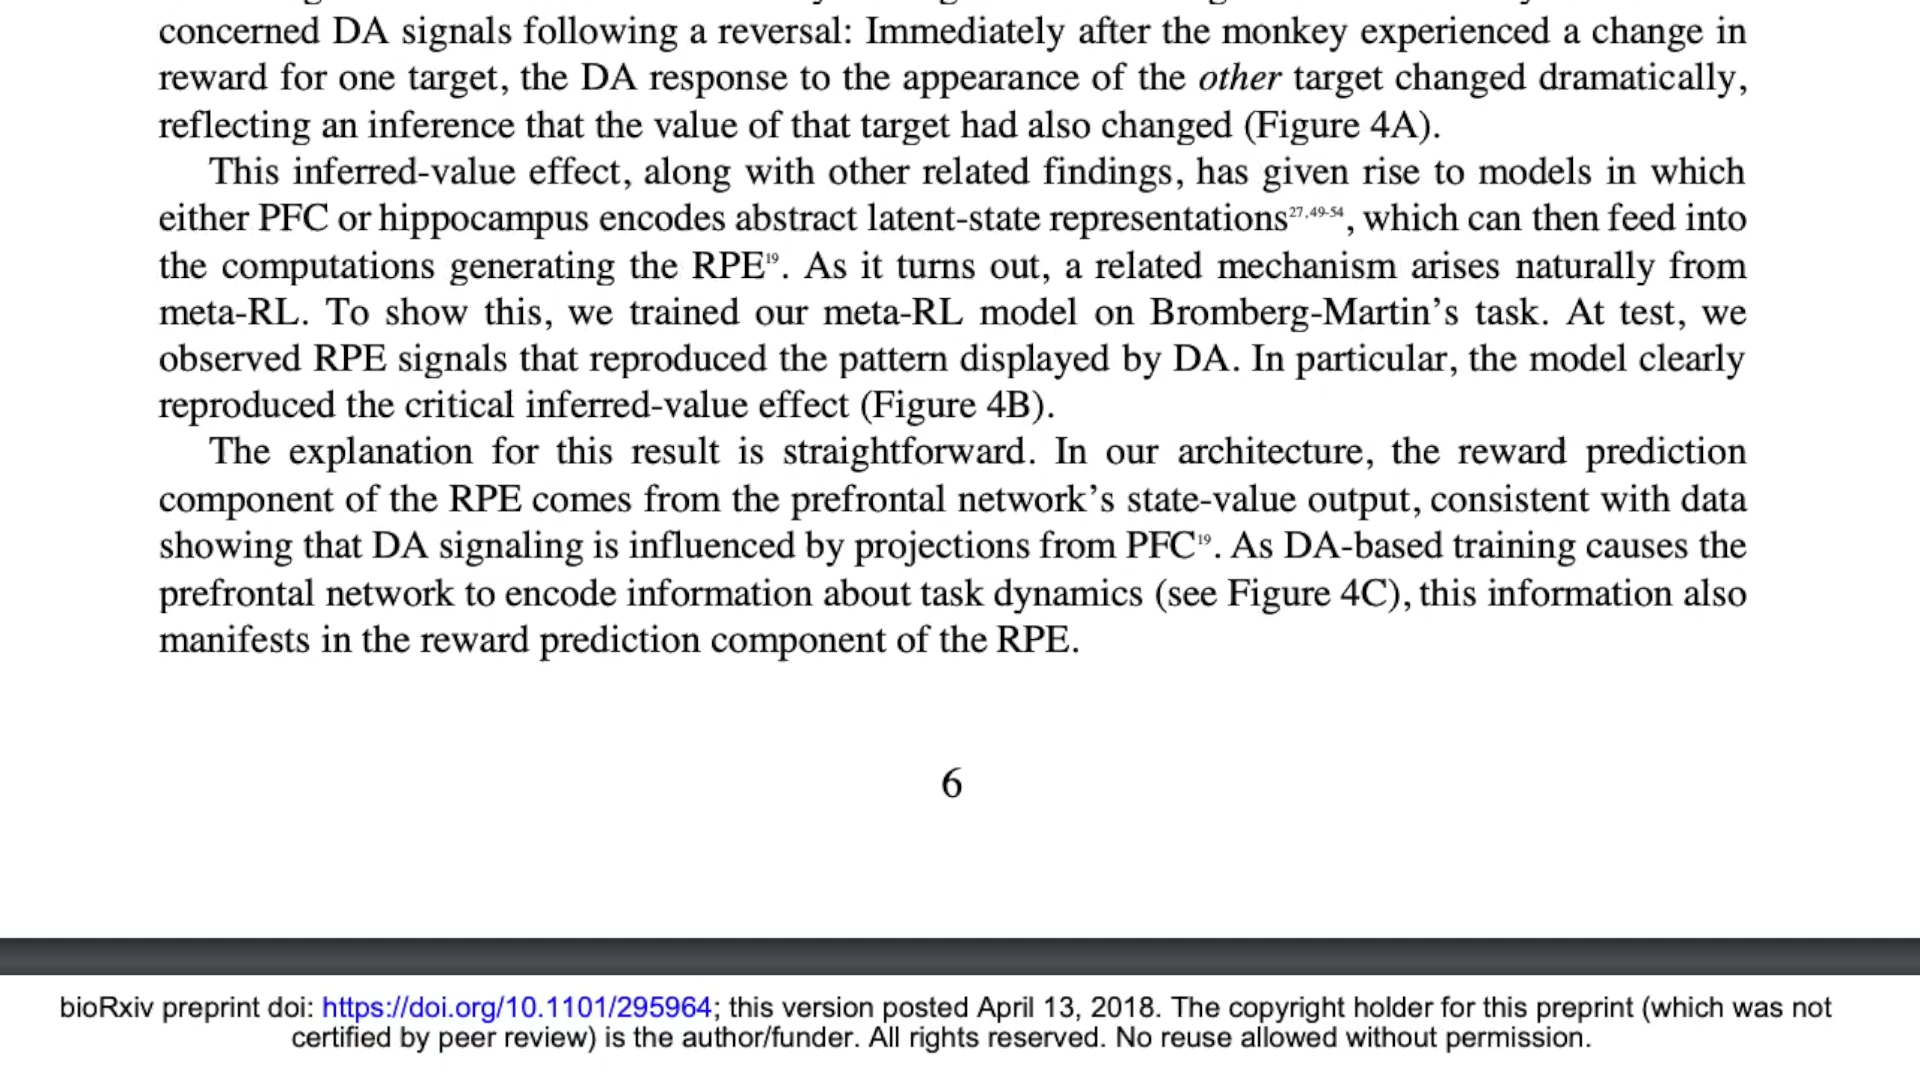 concerned DA signals following a reversal: Immediately after the monkey experienced a change in
reward for one target, the DA response to the appearance of the other target changed dramatically,
reflecting an inference that the value of that target had also changed (Figure 4A).
This inferred-value effect, along with other related findings, has given rise to models in which
either PFC or hippocampus encodes abstract latent-state representations27,49-54, which can then feed into
the computations generating the RPE19. As it turns out, a related mechanism arises naturally from
meta-RL. To show this, we trained our meta-RL model on Bromberg-Martin’s task. At test, we
observed RPE signals that reproduced the pattern displayed by DA. In particular, the model clearly
reproduced the critical inferred-value effect (Figure 4B).
The explanation for this result is straightforward. In our architecture, the reward prediction
component of the RPE comes from the prefrontal network’s state-value output, consistent with data
showing that DA signaling is influenced by projections from PFC19. As DA-based training causes the
prefrontal network to encode information about task dynamics (see Figure 4C), this information also
manifests in the reward prediction component of the RPE.
6
bioRxiv preprint doi: https://doi.org/10.1101/295964; this version posted April 13, 2018. The copyright holder for this preprint (which was not
certified by peer review) is the author/funder. All rights reserved. No reuse allowed without permission.